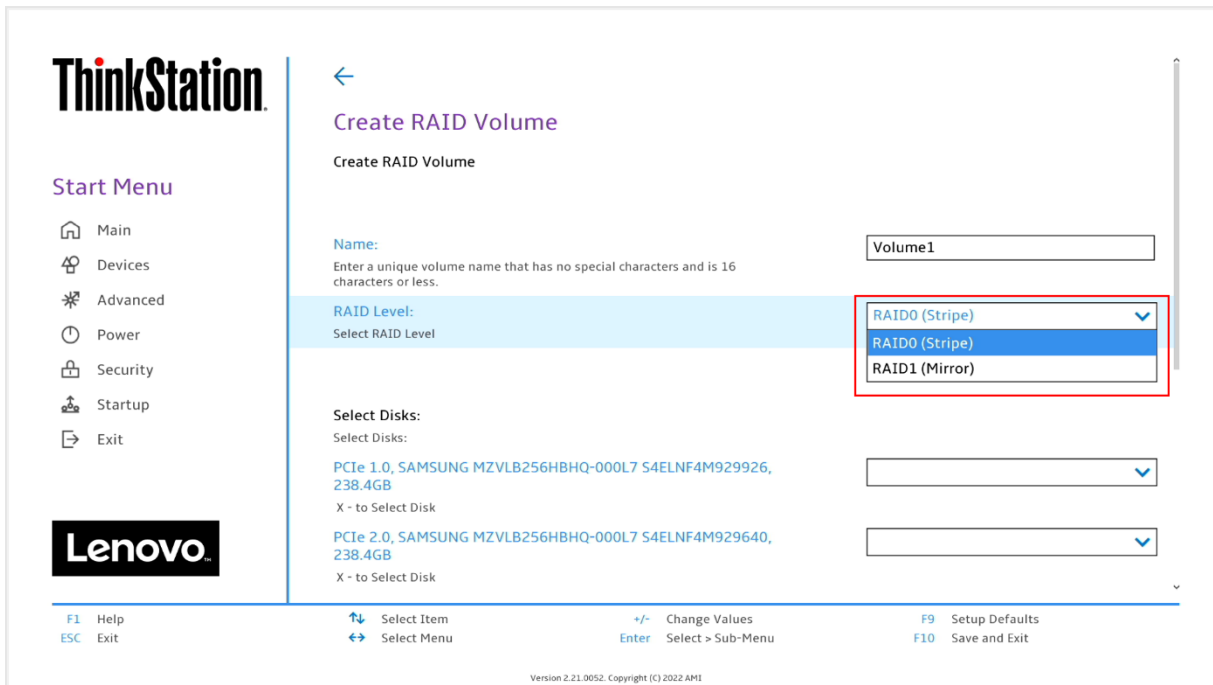 ThinkStation
Start Menu
Main
Devices
Advanced
Power
Security
Startup
Exit
Lenovo™
Create RAID Volume
Create RAID Volume
Name:
Enter a unique volume name that has no special characters and is 16
characters or less.
Volume1
RAID Level:
Select RAID Level
RAID0 (Stripe)
RAID0 (Stripe)
RAID1 (Mirror)
Select Disks:
Select Disks:
PCIe 1.0, SAMSUNG MZVLB256HBHQ-000L7 S4ELNF4M929926,
238.4GB
X - to Select Disk
PCIe 2.0, SAMSUNG MZVLB256HBHQ-000L7 S4ELNF4M929640,
238.4GB
X - to Select Disk
F1 Help
ESC Exit
↑↓ Select Item
↔ Select Menu
+/- Change Values
Enter Select > Sub-Menu
F9 Setup Defaults
F10 Save and Exit
Version 2.21.0052. Copyright (C) 2022 AMI